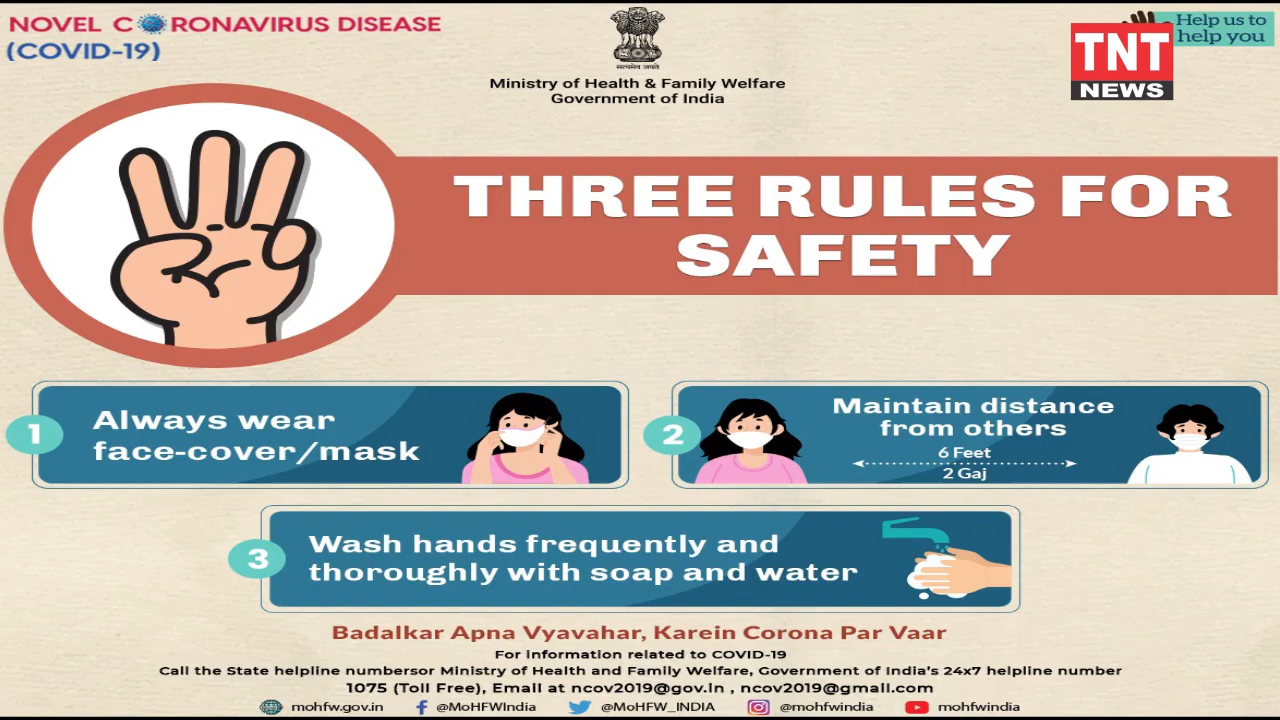 NOVEL CORONAVIRUS DISEASE
(COVID-19)
सत्यमेव जयते
Ministry of Health & Family Welfare
Government of India
Help us to
help you
TNT
NEWS
THREE RULES FOR
SAFETY
1
Always wear
face-cover/mask
2
Maintain distance
from others
6 Feet
2 Gaj
3
Wash hands frequently and
thoroughly with soap and water
Badalkar Apna Vyavahar, Karein Corona Par Vaar
For information related to COVID-19
Call the State helpline numbersor Ministry of Health and Family Welfare, Government of India's 24x7 helpline number
1075 (Toll Free), Email at ncov2019@gov.in , ncov2019@gmail.com
mohfw.gov.in @MoHFWIndia @MoHFW_INDIA @mohfwindia mohfwindia